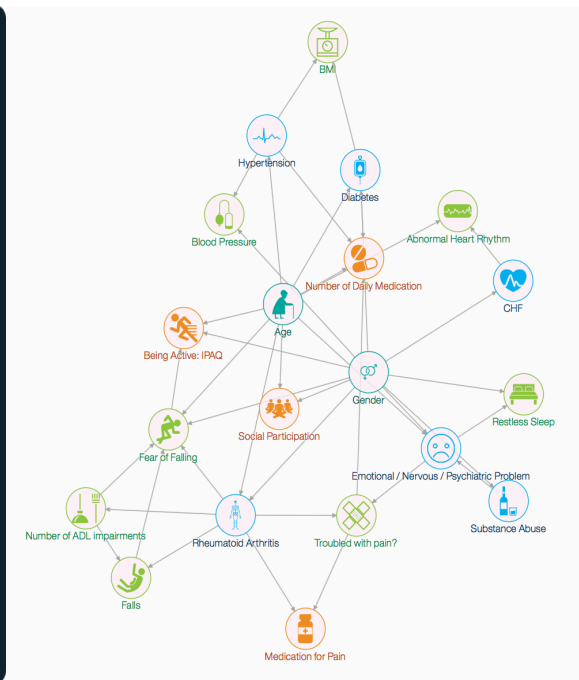 BMI
Hypertension
Diabetes
Blood Pressure
Abnormal Heart Rhythm
Number of Daily Medication
CHF
Age
Being Active: IPAQ
Gender
Restless Sleep
Social Participation
Fear of Falling
Emotional / Nervous / Psychiatric Problem
Substance Abuse
Number of ADL impairments
Rheumatoid Arthritis
Troubled with pain?
Falls
Medication for Pain